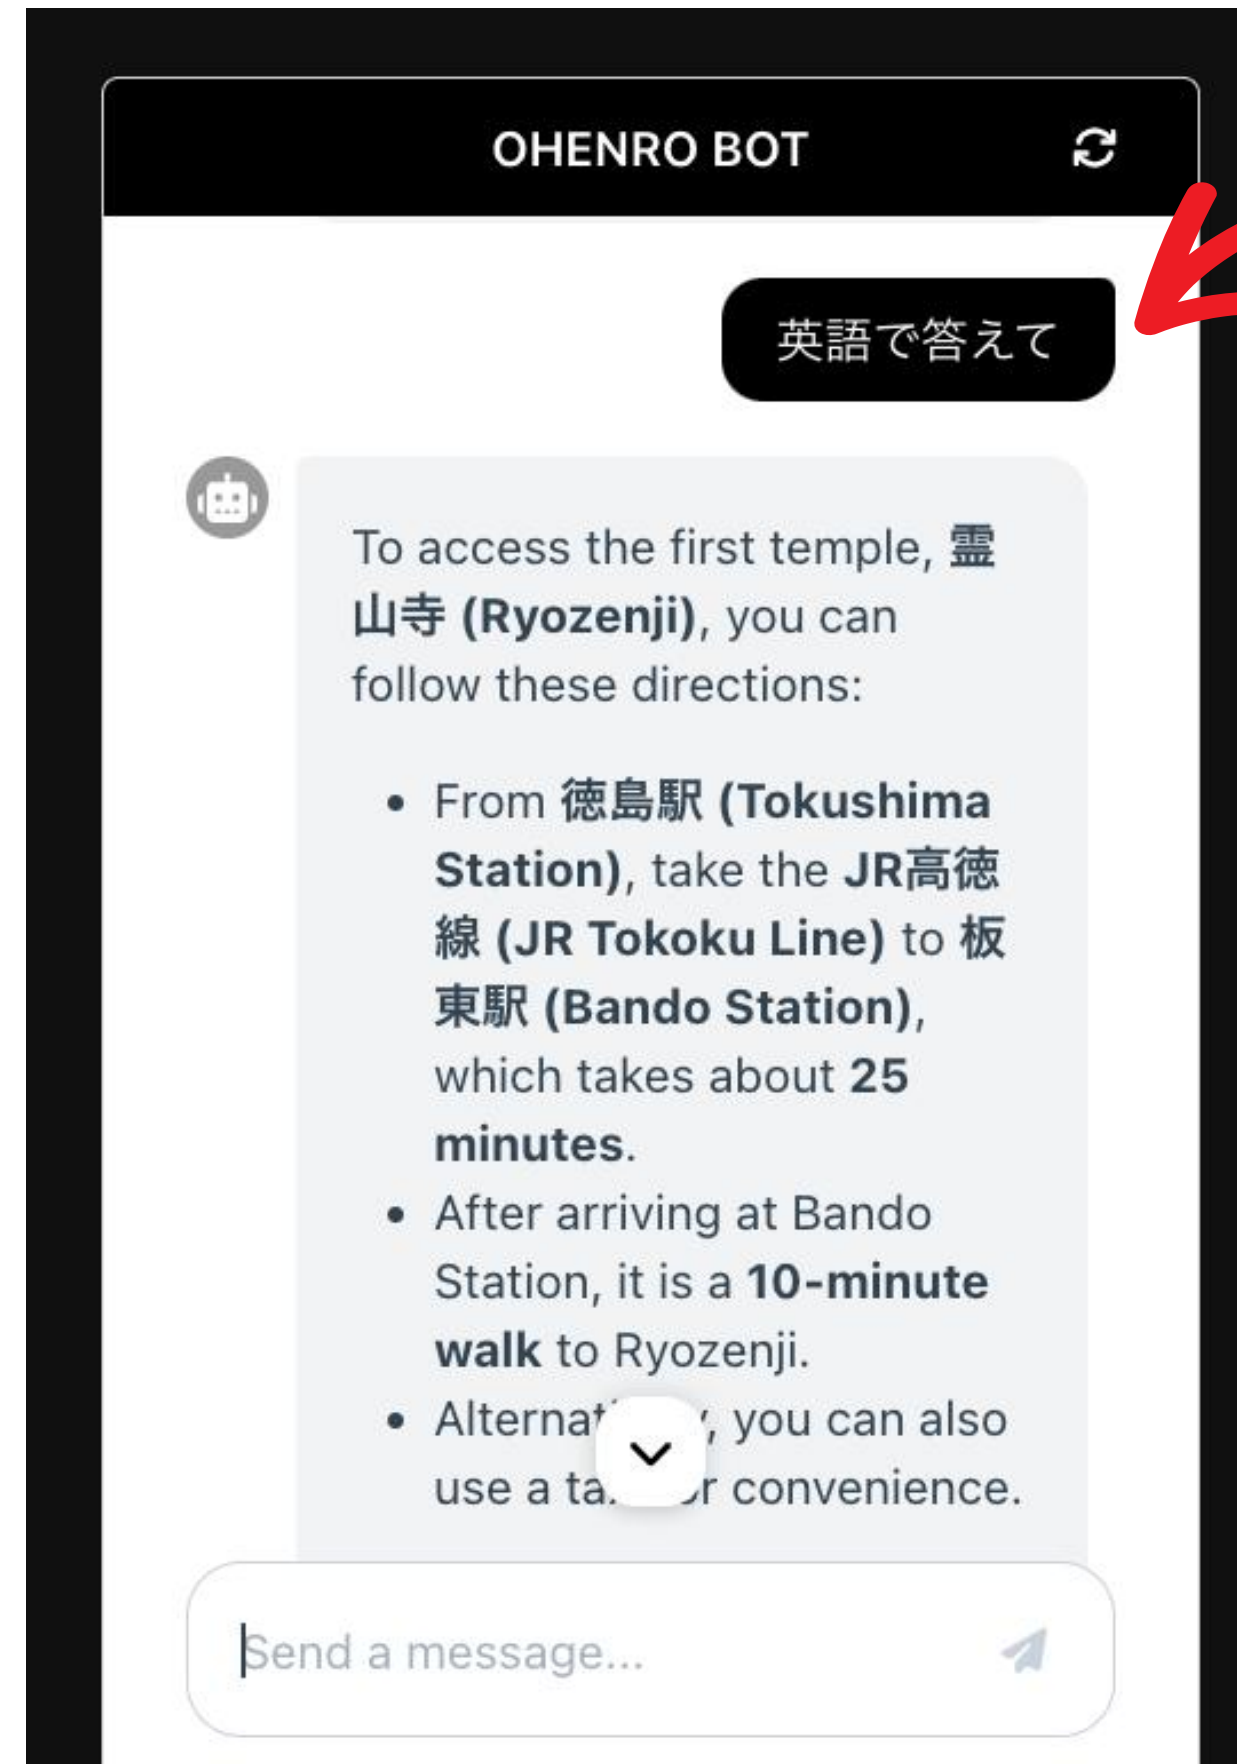 OHENRO BOT
英語で答えて
To access the first temple, 霊
山寺 (Ryozenji), you can
follow these directions:
• From 徳島駅 (Tokushima
Station), take the JR高徳
線 (JR Tokoku Line) to 板
東駅 (Bando Station),
which takes about 25
minutes.
• After arriving at Bando
Station, it is a 10-minute
walk to Ryozenji.
• you can also
use a convenience.
Send a message...